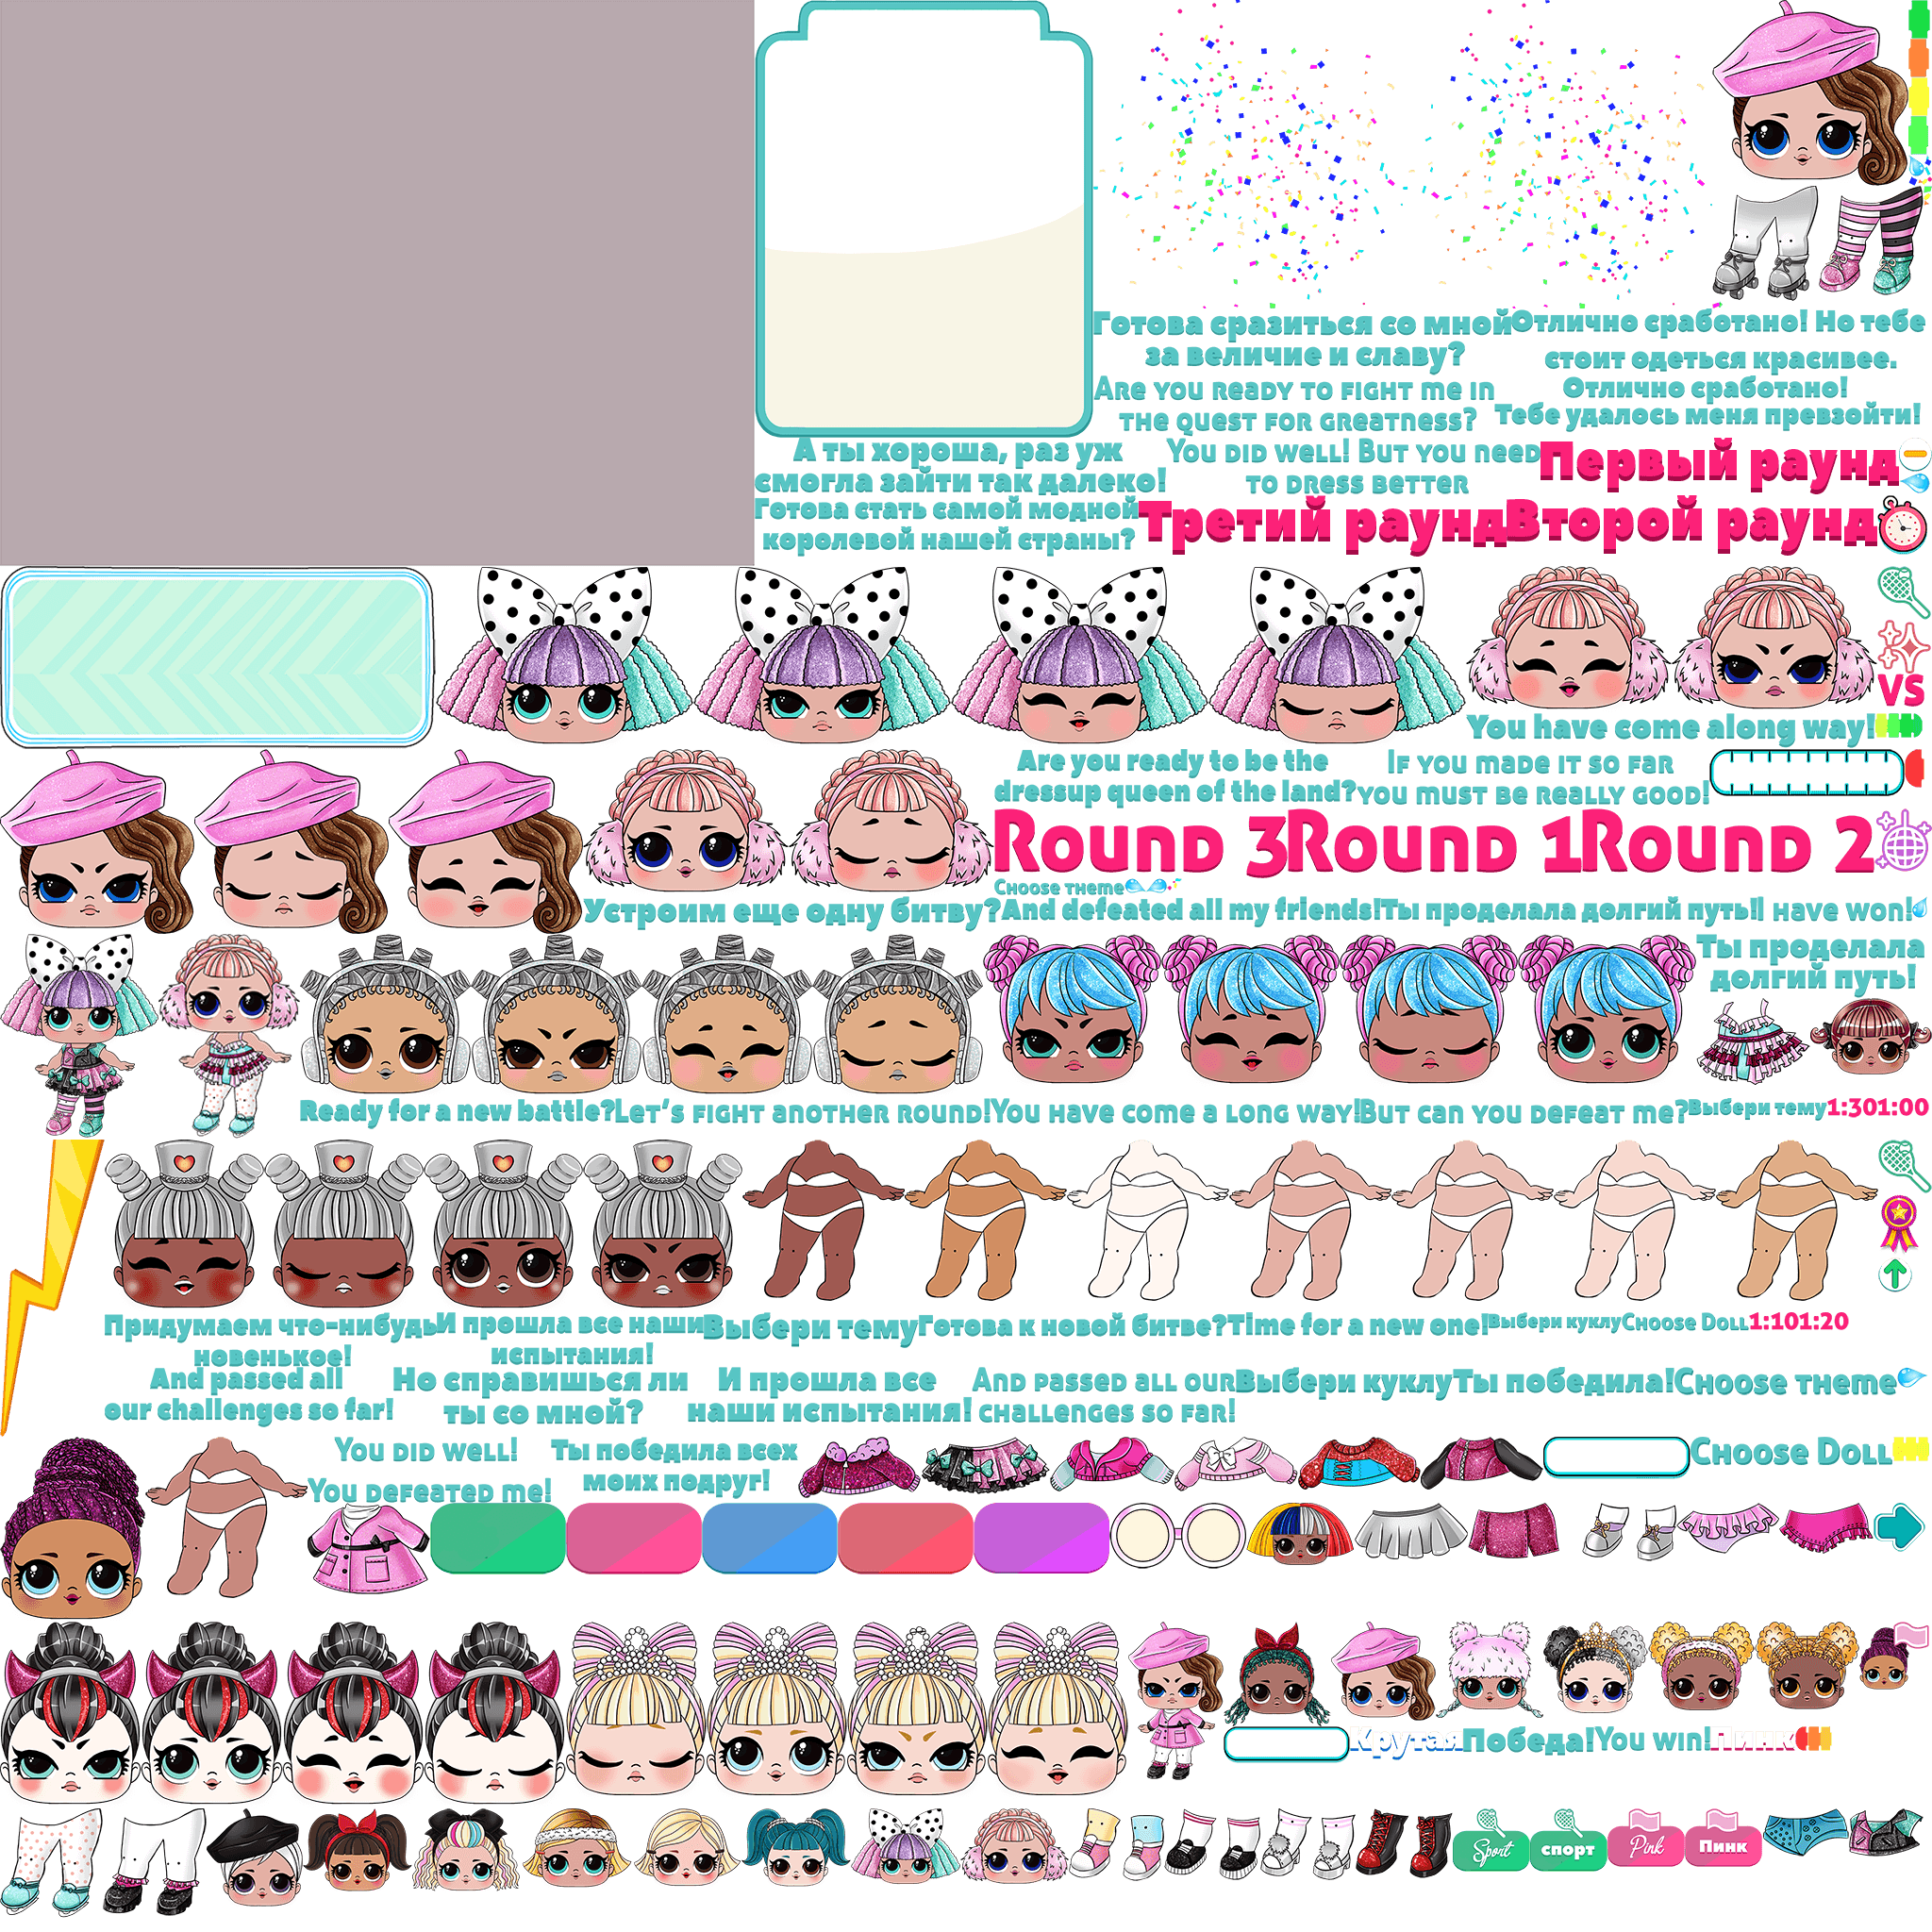 Готова сразиться со мной
за величие и славу?
Отлично сработано! Но тебе
стоит одеться красивее.
Are you ready to fight me in
the quest for greatness?
Отлично сработано!
Тебе удалось меня превзойти!
А ты хороша, раз уж
смогла зайти так далеко!
You did well! But you need
to dress better
Первый раунд
Готова стать самой модной
королевой нашей страны?
Третий раунд
Второй раунд
VS
You have come along way!
Are you ready to be the
dressup queen of the land?
If you made it so far
you must be really good!
Round 3
Round 1
Round 2
Choose theme
Устроим еще одну битву?
And defeated all my friends!
Ты проделала долгий путь!
I have won!
Ты проделала
долгий путь!
Ready for a new battle?
Let's fight another round!
You have come a long way!
But can you defeat me?
Выбери тему
1:30
1:00
Придумаем что-нибудь
новенькое!
И прошла все наши
испытания!
Выбери тему
Готова к новой битве?
Time for a new one!
Выбери куклу
Choose Doll
1:10
1:20
And passed all
our challenges so far!
Но справишься ли
ты со мной?
И прошла все
наши испытания!
And passed all our
challenges so far!
Выбери куклу
Ты победила!
Choose theme
You did well!
You defeated me!
Ты победила всех
моих подруг!
Choose Doll
Крутая
Победа!
You win!
Пинк
Sport
спорт
Pink
Пинк